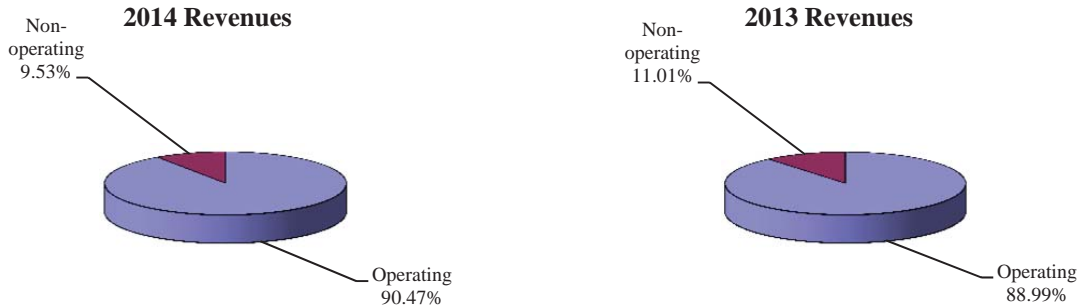 2014 Revenues
Non-
operating
9.53%
Operating
90.47%
2013 Revenues
Non-
operating
11.01%
Operating
88.99%